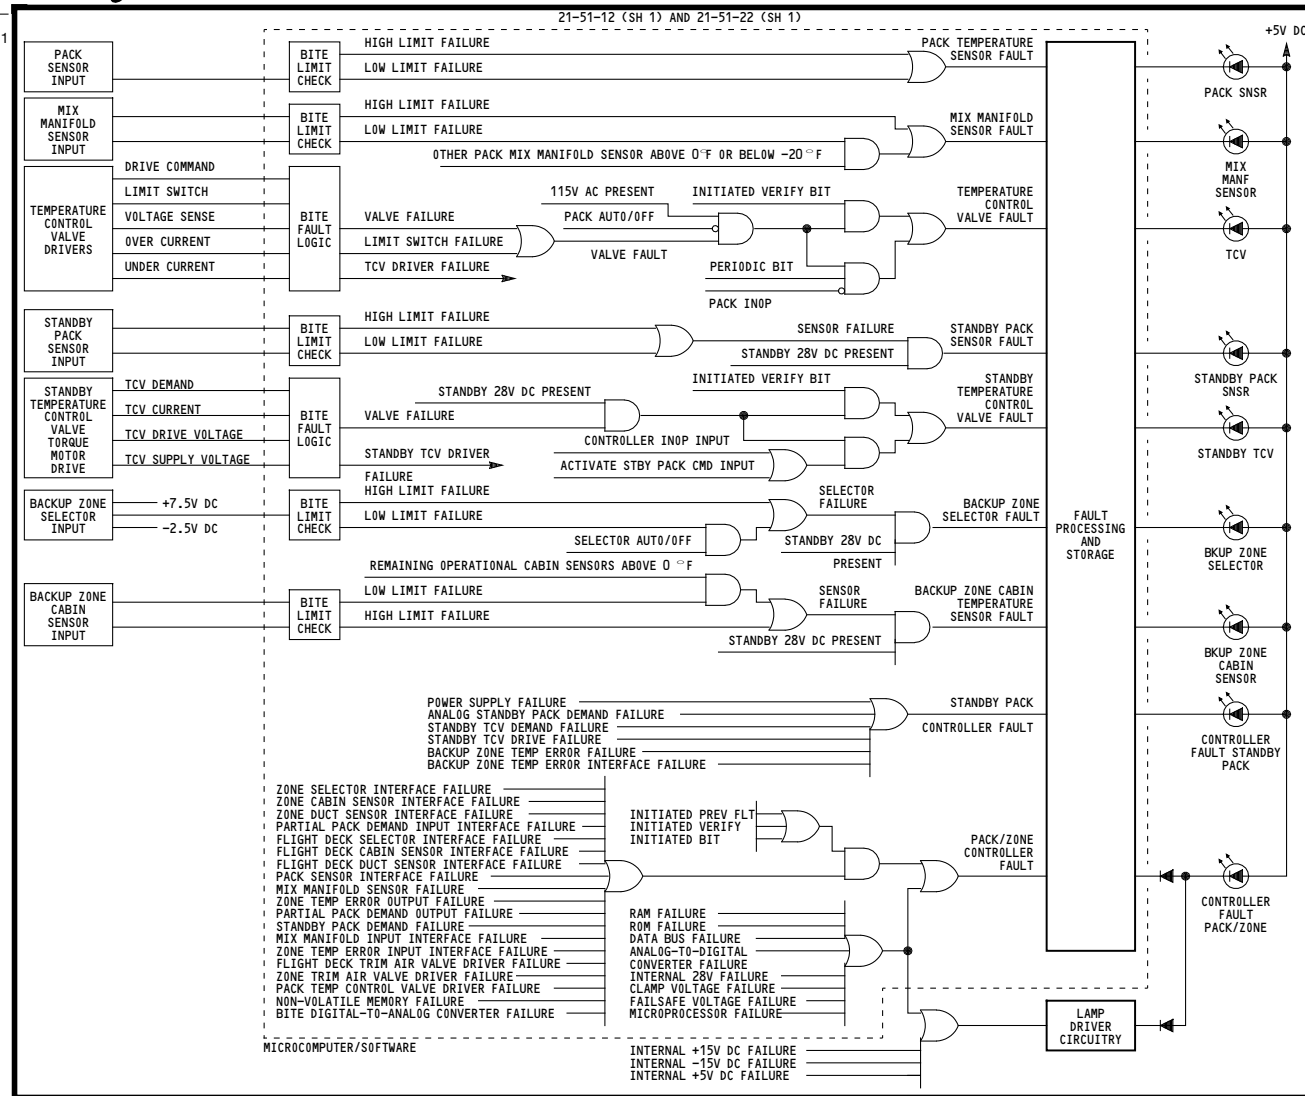 21-51-12 (SH 1) AND 21-51-22 (SH 1)
1
+5V DC
PACK
SENSOR
INPUT
BITE
LIMIT
CHECK
HIGH LIMIT FAILURE
LOW LIMIT FAILURE
PACK TEMPERATURE
SENSOR FAULT
PACK SNSR
MIX
MANIFOLD
SENSOR
INPUT
BITE
LIMIT
CHECK
HIGH LIMIT FAILURE
LOW LIMIT FAILURE
OTHER PACK MIX MANIFOLD SENSOR ABOVE 0°F OR BELOW -20°F
MIX MANIFOLD
SENSOR FAULT
MIX
MANF
SENSOR
TEMPERATURE
CONTROL
VALVE
DRIVERS
DRIVE COMMAND
LIMIT SWITCH
VOLTAGE SENSE
OVER CURRENT
UNDER CURRENT
BITE
FAULT
LOGIC
VALVE FAILURE
LIMIT SWITCH FAILURE
TCV DRIVER FAILURE
115V AC PRESENT
PACK AUTO/OFF
VALVE FAULT
INITIATED VERIFY BIT
PERIODIC BIT
PACK INOP
TEMPERATURE
CONTROL
VALVE FAULT
TCV
STANDBY
PACK
SENSOR
INPUT
BITE
LIMIT
CHECK
HIGH LIMIT FAILURE
LOW LIMIT FAILURE
SENSOR FAILURE
STANDBY 28V DC PRESENT
STANDBY PACK
SENSOR FAULT
STANDBY PACK
SNSR
STANDBY
TEMPERATURE
CONTROL
VALVE
TORQUE
MOTOR
DRIVE
TCV DEMAND
TCV CURRENT
TCV DRIVE VOLTAGE
TCV SUPPLY VOLTAGE
BITE
FAULT
LOGIC
STANDBY 28V DC PRESENT
VALVE FAILURE
STANDBY TCV DRIVER
FAILURE
INITIATED VERIFY BIT
CONTROLLER INOP INPUT
ACTIVATE STBY PACK CMD INPUT
STANDBY
TEMPERATURE
CONTROL
VALVE FAULT
STANDBY TCV
BACKUP ZONE
SELECTOR
INPUT
+7.5V DC
-2.5V DC
BITE
LIMIT
CHECK
HIGH LIMIT FAILURE
LOW LIMIT FAILURE
SELECTOR AUTO/OFF
SELECTOR
FAILURE
STANDBY 28V DC
PRESENT
BACKUP ZONE
SELECTOR FAULT
BKUP ZONE
SELECTOR
FAULT
PROCESSING
AND
STORAGE
BACKUP ZONE
CABIN
SENSOR
INPUT
BITE
LIMIT
CHECK
REMAINING OPERATIONAL CABIN SENSORS ABOVE 0 °F
LOW LIMIT FAILURE
HIGH LIMIT FAILURE
SENSOR
FAILURE
STANDBY 28V DC PRESENT
BACKUP ZONE CABIN
TEMPERATURE
SENSOR FAULT
BKUP ZONE
CABIN
SENSOR
POWER SUPPLY FAILURE
ANALOG STANDBY PACK DEMAND FAILURE
STANDBY TCV DEMAND FAILURE
STANDBY TCV DRIVE FAILURE
BACKUP ZONE TEMP ERROR FAILURE
BACKUP ZONE TEMP ERROR INTERFACE FAILURE
STANDBY PACK
CONTROLLER FAULT
CONTROLLER
FAULT STANDBY
PACK
ZONE SELECTOR INTERFACE FAILURE
ZONE CABIN SENSOR INTERFACE FAILURE
ZONE DUCT SENSOR INTERFACE FAILURE
PARTIAL PACK DEMAND INPUT INTERFACE FAILURE
FLIGHT DECK SELECTOR INTERFACE FAILURE
FLIGHT DECK CABIN SENSOR INTERFACE FAILURE
FLIGHT DECK DUCT SENSOR INTERFACE FAILURE
PACK SENSOR INTERFACE FAILURE
MIX MANIFOLD SENSOR FAILURE
ZONE TEMP ERROR OUTPUT FAILURE
PARTIAL PACK DEMAND OUTPUT FAILURE
STANDBY PACK DEMAND FAILURE
MIX MANIFOLD INPUT INTERFACE FAILURE
ZONE TEMP ERROR INPUT INTERFACE FAILURE
FLIGHT DECK TRIM AIR VALVE DRIVER FAILURE
ZONE TRIM AIR VALVE DRIVER FAILURE
PACK TEMP CONTROL VALVE DRIVER FAILURE
NON-VOLATILE MEMORY FAILURE
BITE DIGITAL-TO-ANALOG CONVERTER FAILURE
INITIATED PREV FLT
INITIATED VERIFY
INITIATED BIT
RAM FAILURE
ROM FAILURE
DATA BUS FAILURE
ANALOG-TO-DIGITAL
CONVERTER FAILURE
INTERNAL 28V FAILURE
CLAMP VOLTAGE FAILURE
FAILSAFE VOLTAGE FAILURE
MICROPROCESSOR FAILURE
PACK/ZONE
CONTROLLER
FAULT
CONTROLLER
FAULT
PACK/ZONE
LAMP
DRIVER
CIRCUITRY
MICROCOMPUTER/SOFTWARE
INTERNAL +15V DC FAILURE
INTERNAL -15V DC FAILURE
INTERNAL +5V DC FAILURE